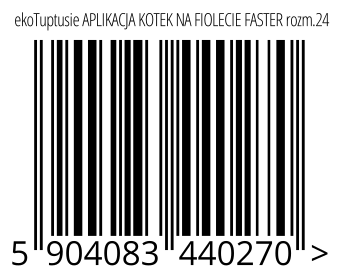 ekoTuptusie APLIKACJA KOTEK NA FIOLECIE FASTER rozm.24
5 904083 440270 >